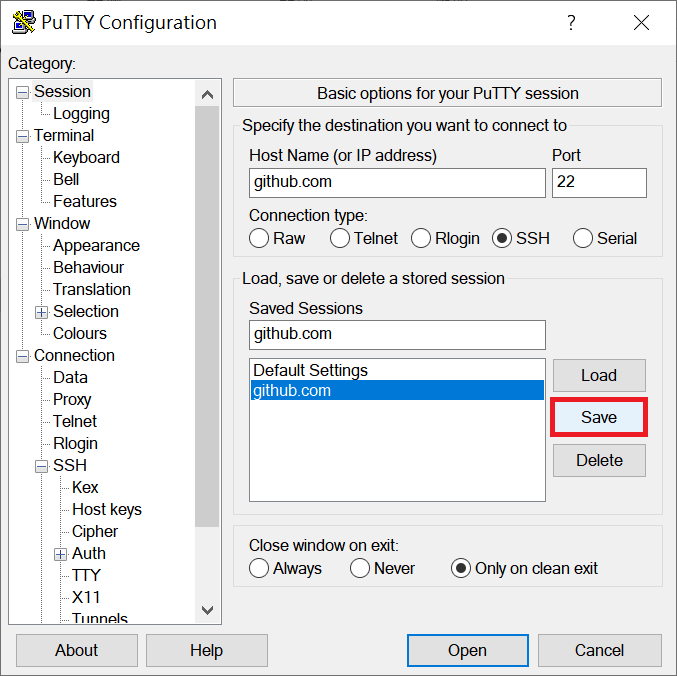 PuTTY Configuration
?
Category:
Session
Logging
Terminal
Keyboard
Bell
Features
Window
Appearance
Behaviour
Translation
Selection
Colours
Connection
Data
Proxy
Telnet
Rlogin
SSH
Kex
Host keys
Cipher
Auth
TTY
X11
Tunnels
Basic options for your PuTTY session
Specify the destination you want to connect to
Host Name (or IP address) Port
github.com 22
Connection type:
Raw Telnet Rlogin SSH Serial
Load, save or delete a stored session
Saved Sessions
github.com
Default Settings
github.com
Load
Save
Delete
Close window on exit:
Always Never Only on clean exit
About Help Open Cancel